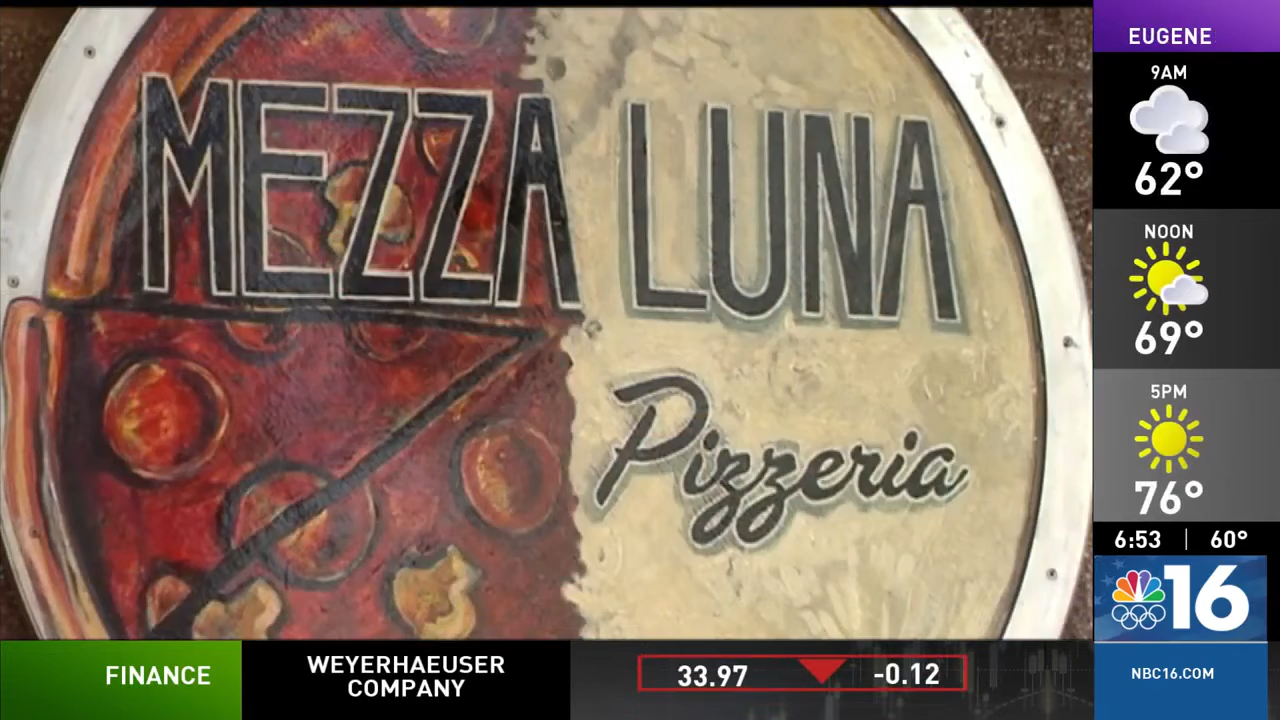 MEZZA LUNA
Pizzeria
EUGENE
9AM
62°
NOON
69°
5PM
76°
6:53 | 60°
16
NBC16.COM
FINANCE
WEYERHAEUSER
COMPANY
33.97
-0.12